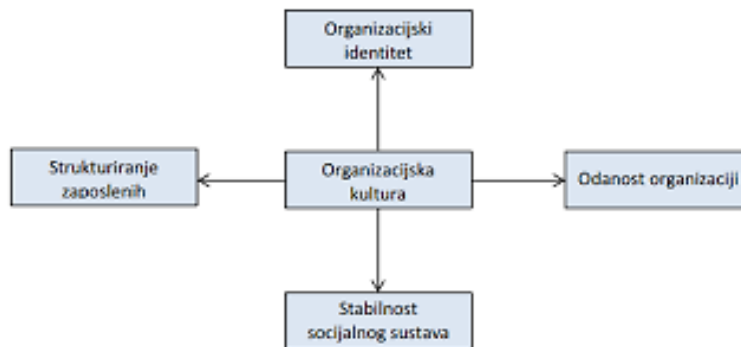 Organizacijski
identitet
Strukturiranje
zaposlenih
Organizacijska
kultura
Odanost organizaciji
Stabilnost
socijalnog sustava